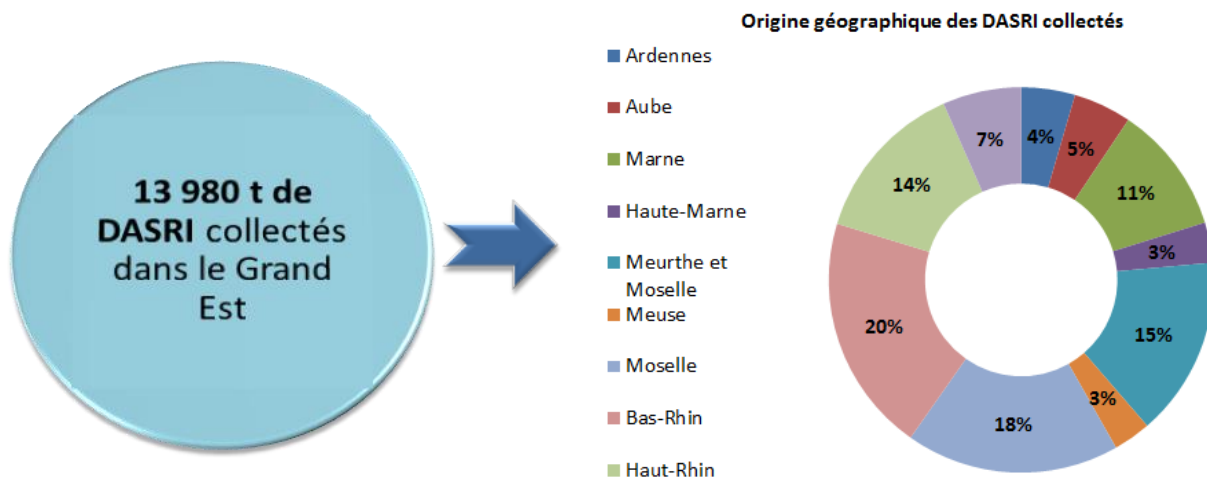 Origine géographique des DASRI collectés
13 980 t de
DASRI collectés
dans le Grand
Est
Ardennes
Aube
Marne
Haute-Marne
Meurthe et
Moselle
Meuse
Moselle
Bas-Rhin
Haut-Rhin
4%
5%
11%
3%
15%
3%
18%
20%
14%
7%